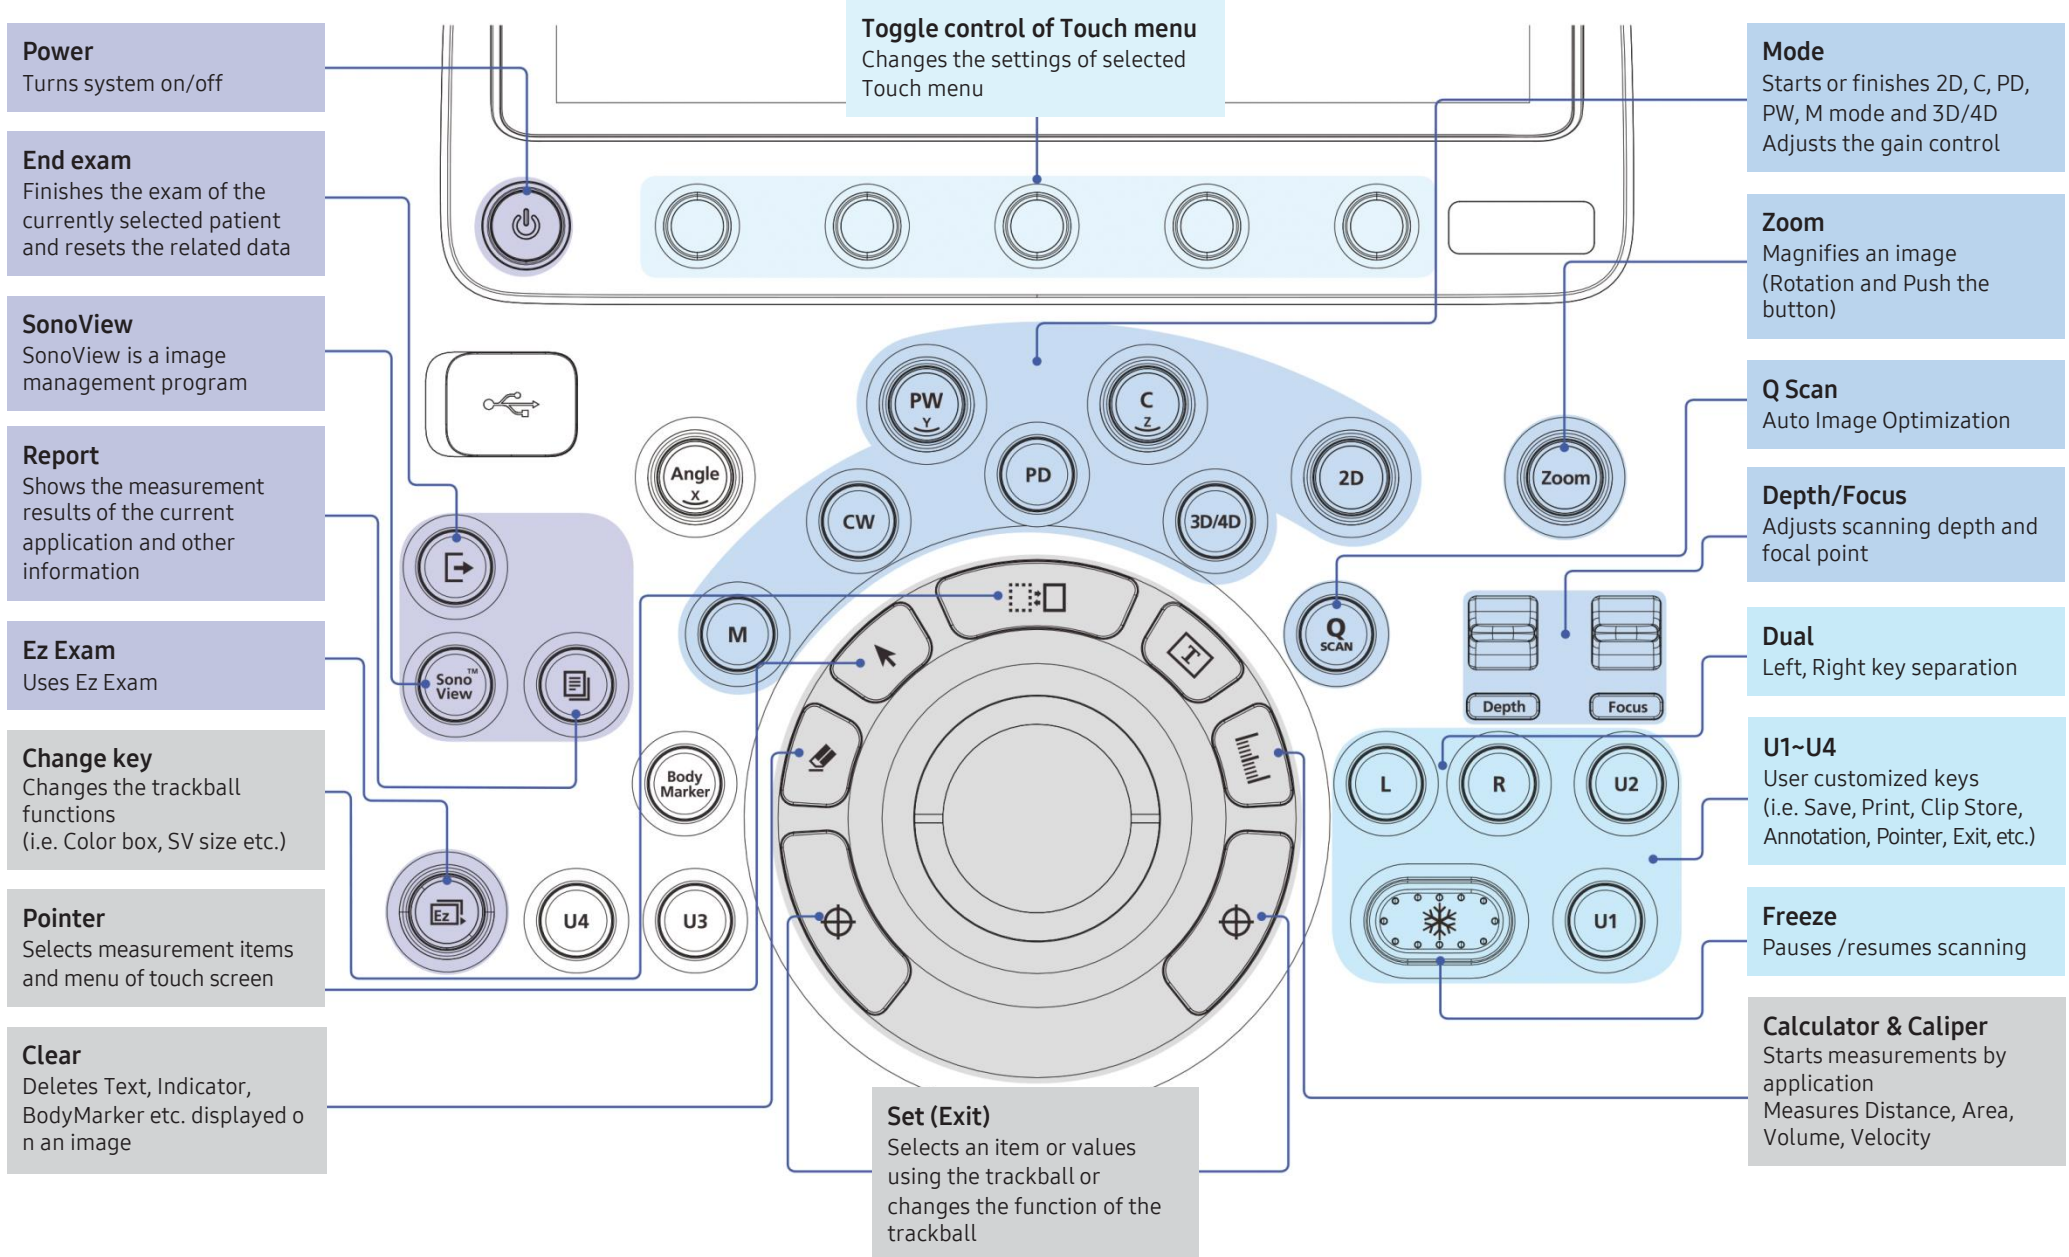 Power
Turns system on/off
End exam
Finishes the exam of the
currently selected patient
and resets the related data
SonoView
SonoView is a image
management program
Report
Shows the measurement
results of the current
application and other
information
Ez Exam
Uses Ez Exam
Change key
Changes the trackball
functions
(i.e. Color box, SV size etc.)
Pointer
Selects measurement items
and menu of touch screen
Clear
Deletes Text, Indicator,
BodyMarker etc. displayed o
n an image
Toggle control of Touch menu
Changes the settings of selected
Touch menu
PW
Y
C
Z
Angle
X
PD
2D
Zoom
CW
3D/4D
M
Q
SCAN
T
Sono™
View
Depth
Focus
Body
Marker
L
R
U2
Ez
U4
U3
U1
Set (Exit)
Selects an item or values
using the trackball or
changes the function of the
trackball
Mode
Starts or finishes 2D, C, PD,
PW, M mode and 3D/4D
Adjusts the gain control
Zoom
Magnifies an image
(Rotation and Push the
button)
Q Scan
Auto Image Optimization
Depth/Focus
Adjusts scanning depth and
focal point
Dual
Left, Right key separation
U1~U4
User customized keys
(i.e. Save, Print, Clip Store,
Annotation, Pointer, Exit, etc.)
Freeze
Pauses /resumes scanning
Calculator & Caliper
Starts measurements by
application
Measures Distance, Area,
Volume, Velocity